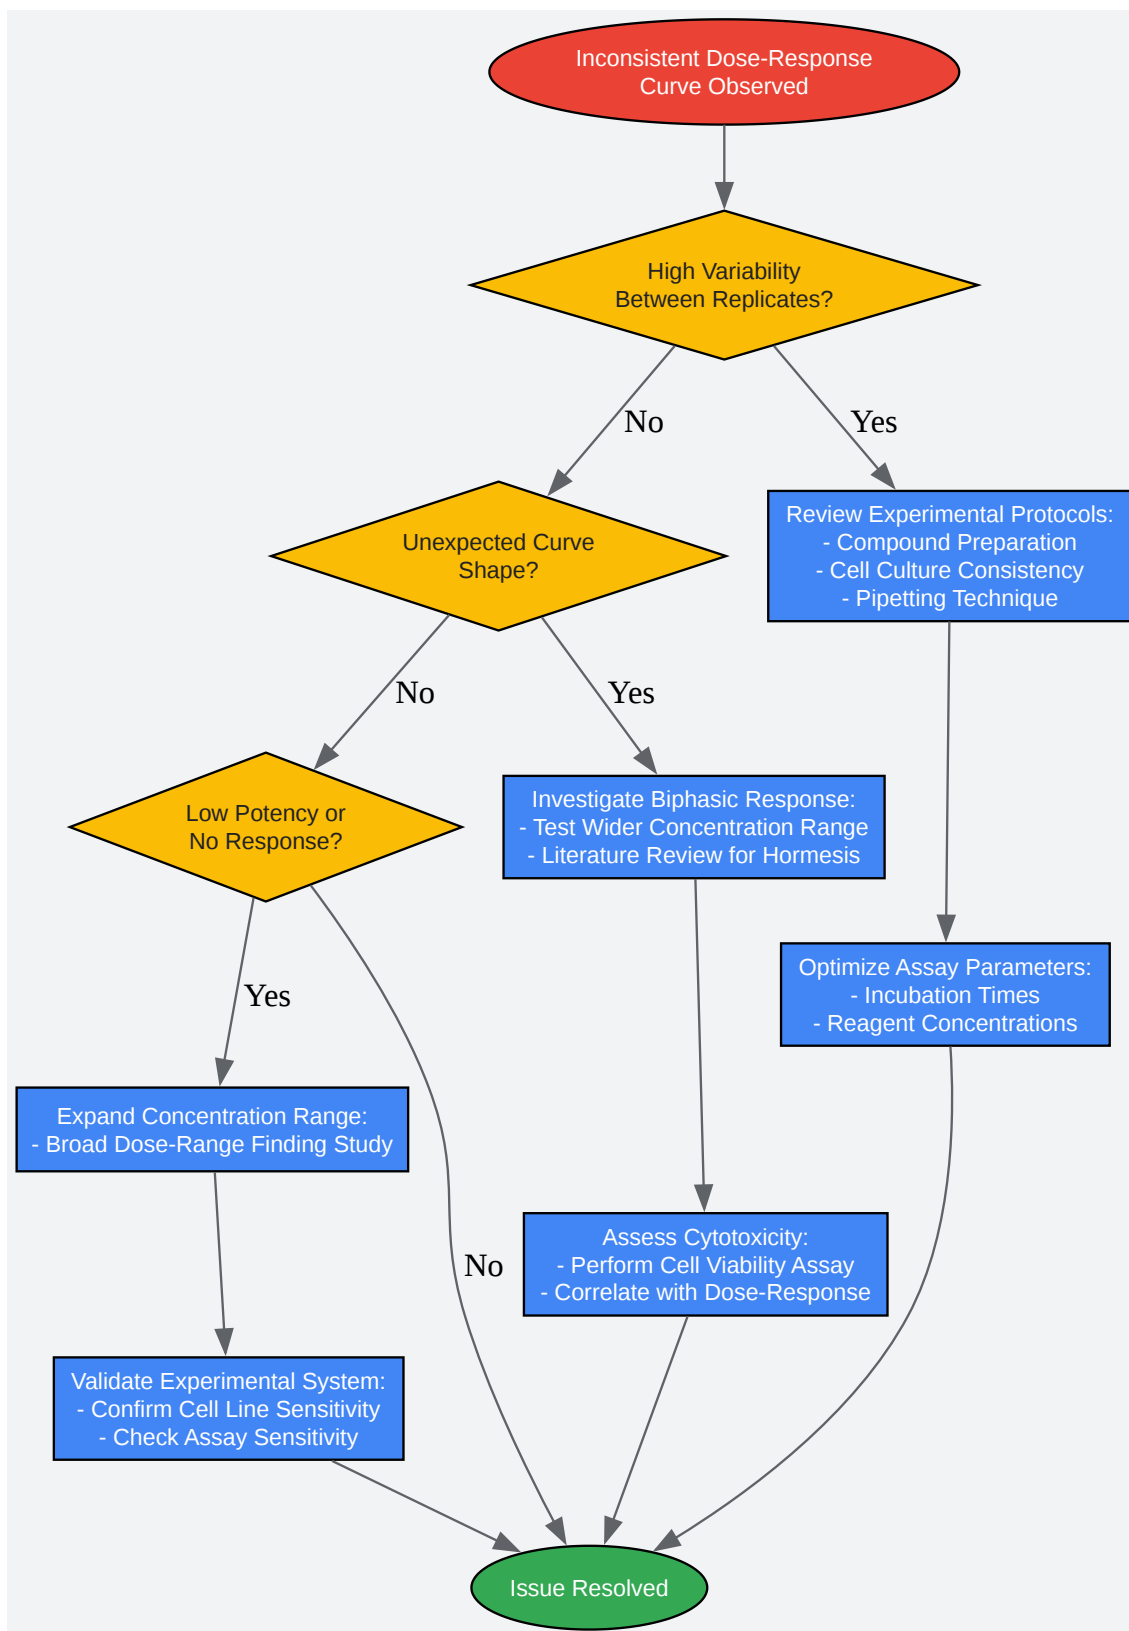 Inconsistent Dose-Response
Curve Observed
High Variability
Between Replicates?
No
Yes
Unexpected Curve
Shape?
Review Experimental Protocols:
- Compound Preparation
- Cell Culture Consistency
- Pipetting Technique
No
Yes
Low Potency or
No Response?
Investigate Biphasic Response:
- Test Wider Concentration Range
- Literature Review for Hormesis
Optimize Assay Parameters:
- Incubation Times
- Reagent Concentrations
Yes
Expand Concentration Range:
- Broad Dose-Range Finding Study
No
Assess Cytotoxicity:
- Perform Cell Viability Assay
- Correlate with Dose-Response
Validate Experimental System:
- Confirm Cell Line Sensitivity
- Check Assay Sensitivity
Issue Resolved